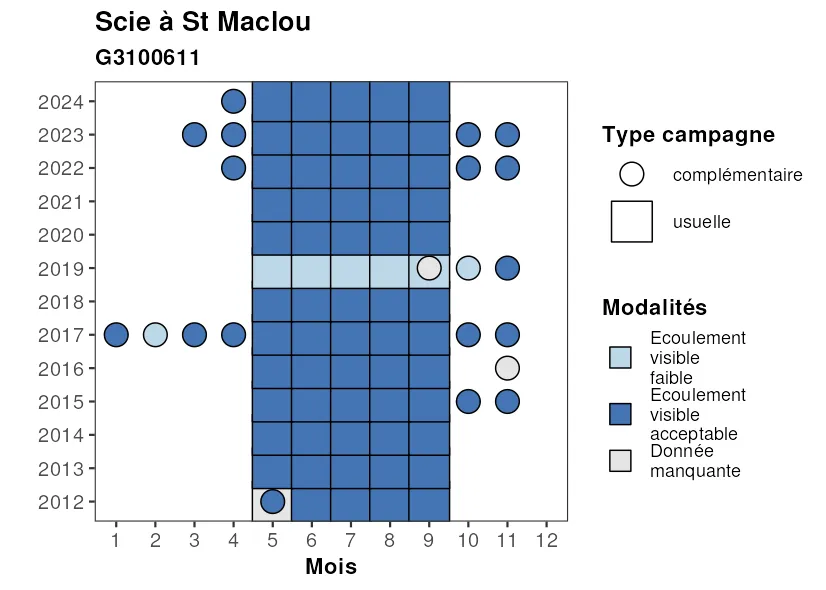 Scie à St Maclou
G3100611
2024
2023
2022
2021
2020
2019
2018
2017
2016
2015
2014
2013
2012
1 2 3 4 5 6 7 8 9 10 11 12
Mois
Type campagne
complémentaire
usuelle
Modalités
Ecoulement
visible
faible
Ecoulement
visible
acceptable
Donnée
manquante